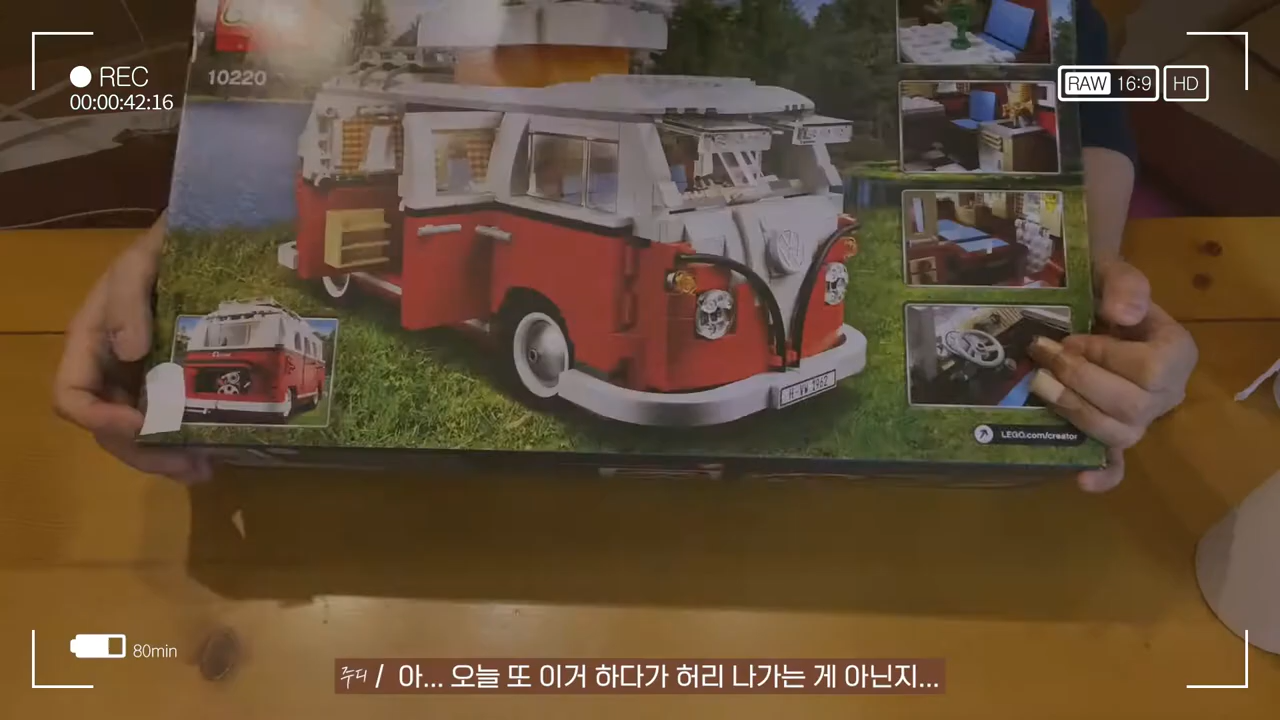 REC
00:00:42:16
RAW 16:9 HD
10220
H-VW 1962
LEGO.com/creator
80min
주디 / 아... 오늘 또 이거 하다가 허리 나가는 게 아닌지...